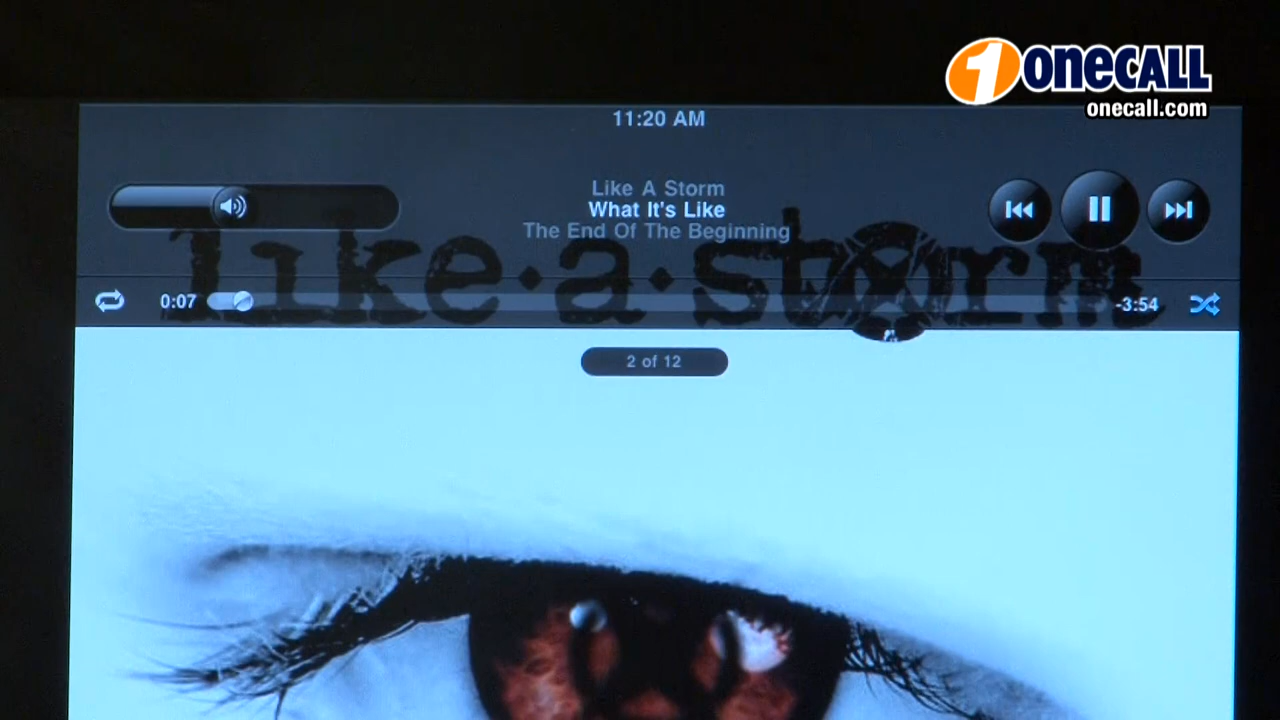 1 ONECALL
onecall.com
11:20 AM
Like A Storm
What It's Like
The End Of The Beginning
like·a·storm
0:07
-3:54
2 of 12